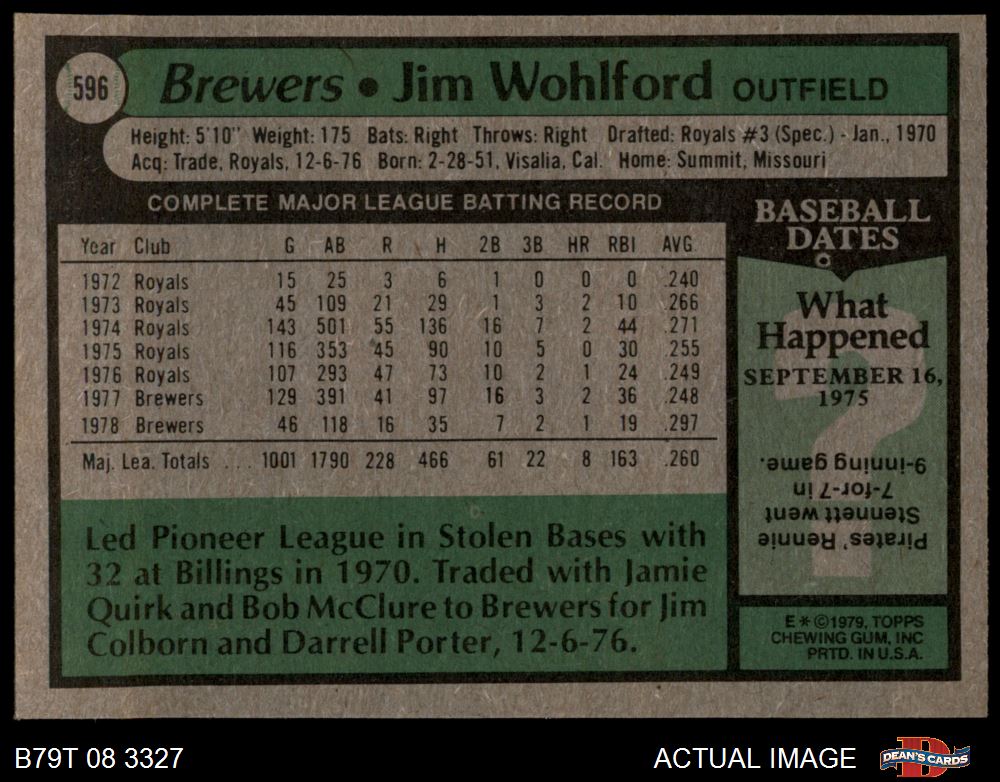 596
Brewers • Jim Wohlford OUTFIELD
Height: 5'10" Weight: 175 Bats: Right Throws: Right Drafted: Royals #3 (Spec.) - Jan., 1970
Acq: Trade, Royals, 12-6-76 Born: 2-28-51, Visalia, Cal. Home: Summit, Missouri
COMPLETE MAJOR LEAGUE BATTING RECORD
Year Club G AB R H 2B 3B HR RBI AVG.
1972 Royals 15 25 3 6 1 0 0 0 .240
1973 Royals 45 109 21 29 1 3 2 10 .266
1974 Royals 143 501 55 136 16 7 2 44 .271
1975 Royals 116 353 45 90 10 5 0 30 .255
1976 Royals 107 293 47 73 10 2 1 24 .249
1977 Brewers 129 391 41 97 16 3 2 36 .248
1978 Brewers 46 118 16 35 7 2 1 19 .297
Maj. Lea. Totals ... 1001 1790 228 466 61 22 8 163 .260
Led Pioneer League in Stolen Bases with
32 at Billings in 1970. Traded with Jamie
Quirk and Bob McClure to Brewers for Jim
Colborn and Darrell Porter, 12-6-76.
BASEBALL
DATES
What
Happened
SEPTEMBER 16,
1975
Pirates' Rennie
Stennett went
7-for-7 in
9-inning game.
E * © 1979, TOPPS
CHEWING GUM, INC
PRTD. IN U.S.A.
B79T 08 3327
ACTUAL IMAGE
D
DEAN'S CARDS